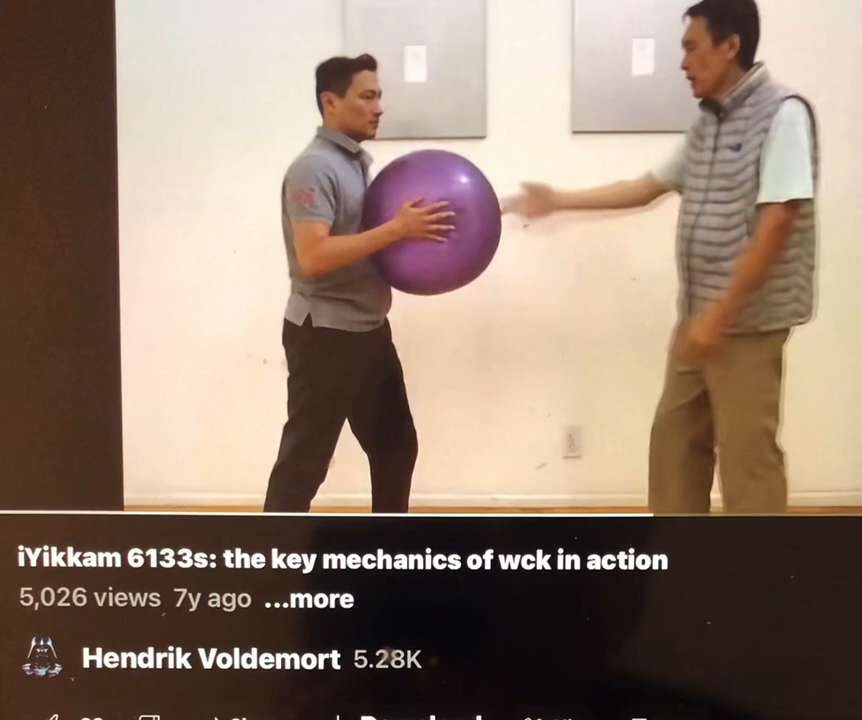 iYikkam 6133s: the key mechanics of wck in action
5,026 views 7y ago ...more
Hendrik Voldemort 5.28K